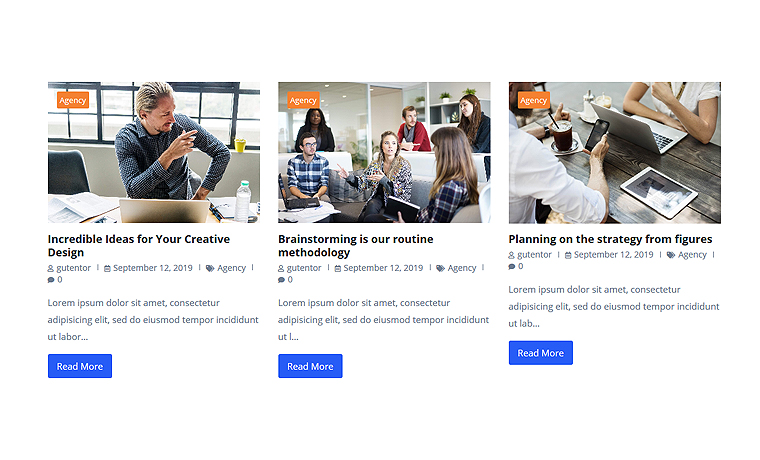 Agency
Incredible Ideas for Your Creative
Design
gutentor | September 12, 2019 | Agency |
0
Lorem ipsum dolor sit amet, consectetur
adipisicing elit, sed do eiusmod tempor incididunt
ut labor...
Read More
Agency
Brainstorming is our routine
methodology
gutentor | September 12, 2019 | Agency |
0
Lorem ipsum dolor sit amet, consectetur
adipisicing elit, sed do eiusmod tempor incididunt
ut l...
Read More
Agency
Planning on the strategy from figures
gutentor | September 12, 2019 | Agency |
0
Lorem ipsum dolor sit amet, consectetur
adipisicing elit, sed do eiusmod tempor incididunt
ut lab...
Read More